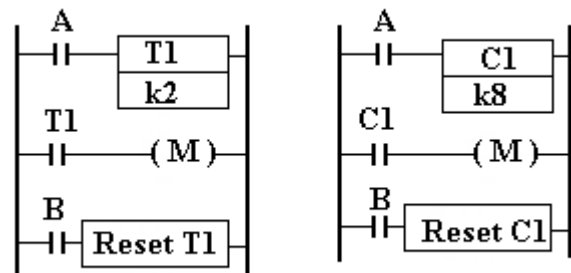 A
T1
k2
T1
( M )
B
Reset T1
A
C1
k8
C1
( M )
B
Reset C1